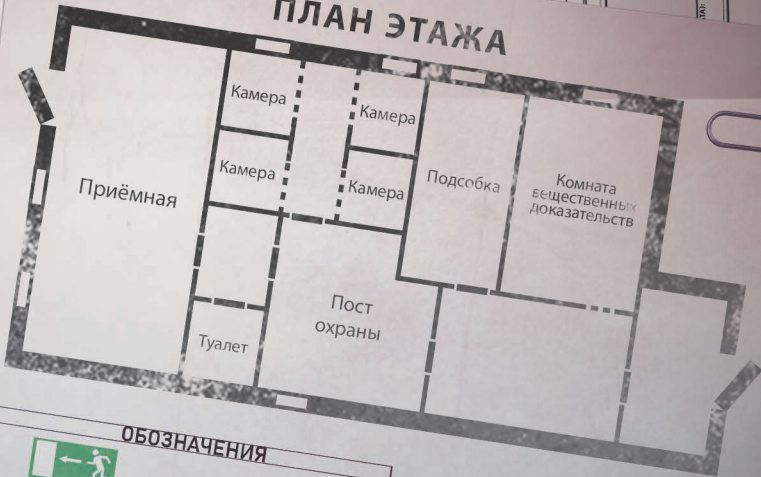 ПЛАН ЭТАЖА
Камера
Камера
Камера
Камера
Приёмная
Подсобка
Комната
вещественных
доказательств
Пост
охраны
Туалет
ОБОЗНАЧЕНИЯ